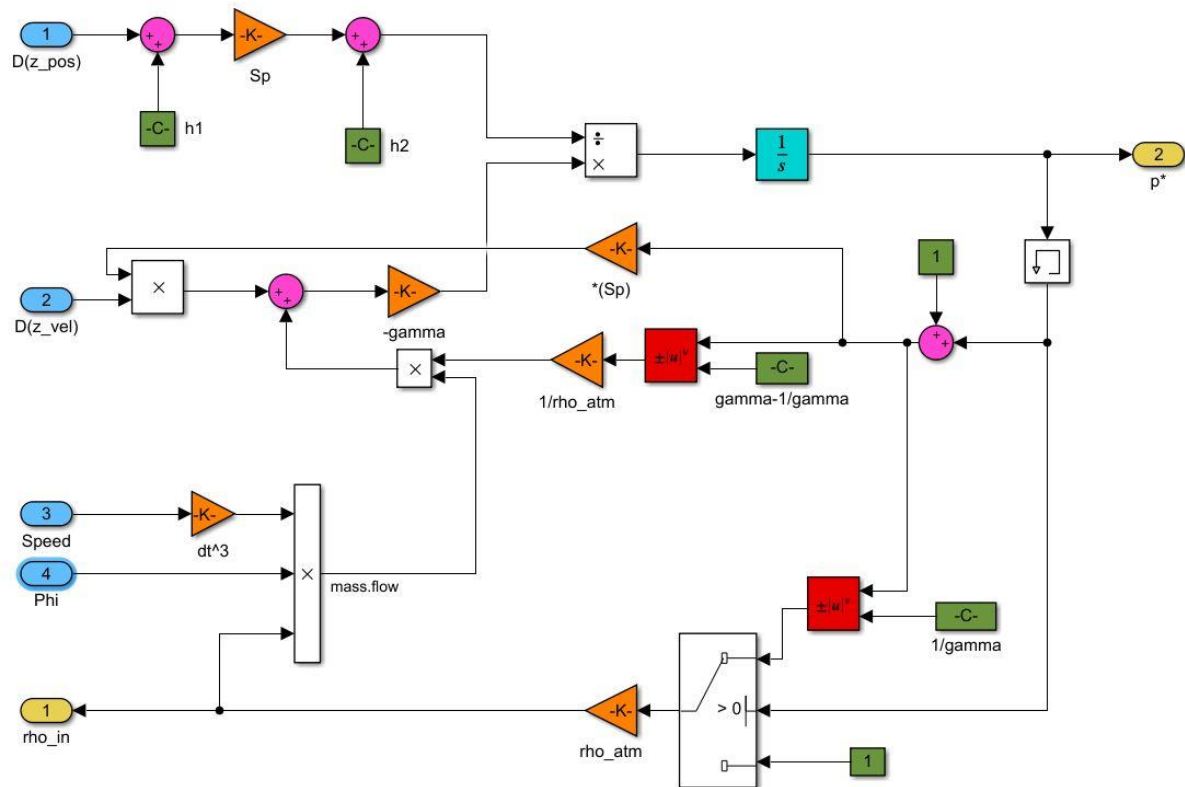 1
D(z_pos)
+
+
-K-
Sp
+
+
-C-
h1
-C-
h2
÷
×
1
s
2
p*
×
2
D(z_vel)
+
+
-K-
-gamma
-K-
*(Sp)
1
+
+
×
-K-
1/rho_atm
±|u|ᵛ
-C-
gamma-1/gamma
3
Speed
-K-
dt^3
4
Phi
×
mass.flow
±|u|ᵛ
-C-
1/gamma
1
rho_in
-K-
rho_atm
> 0
1